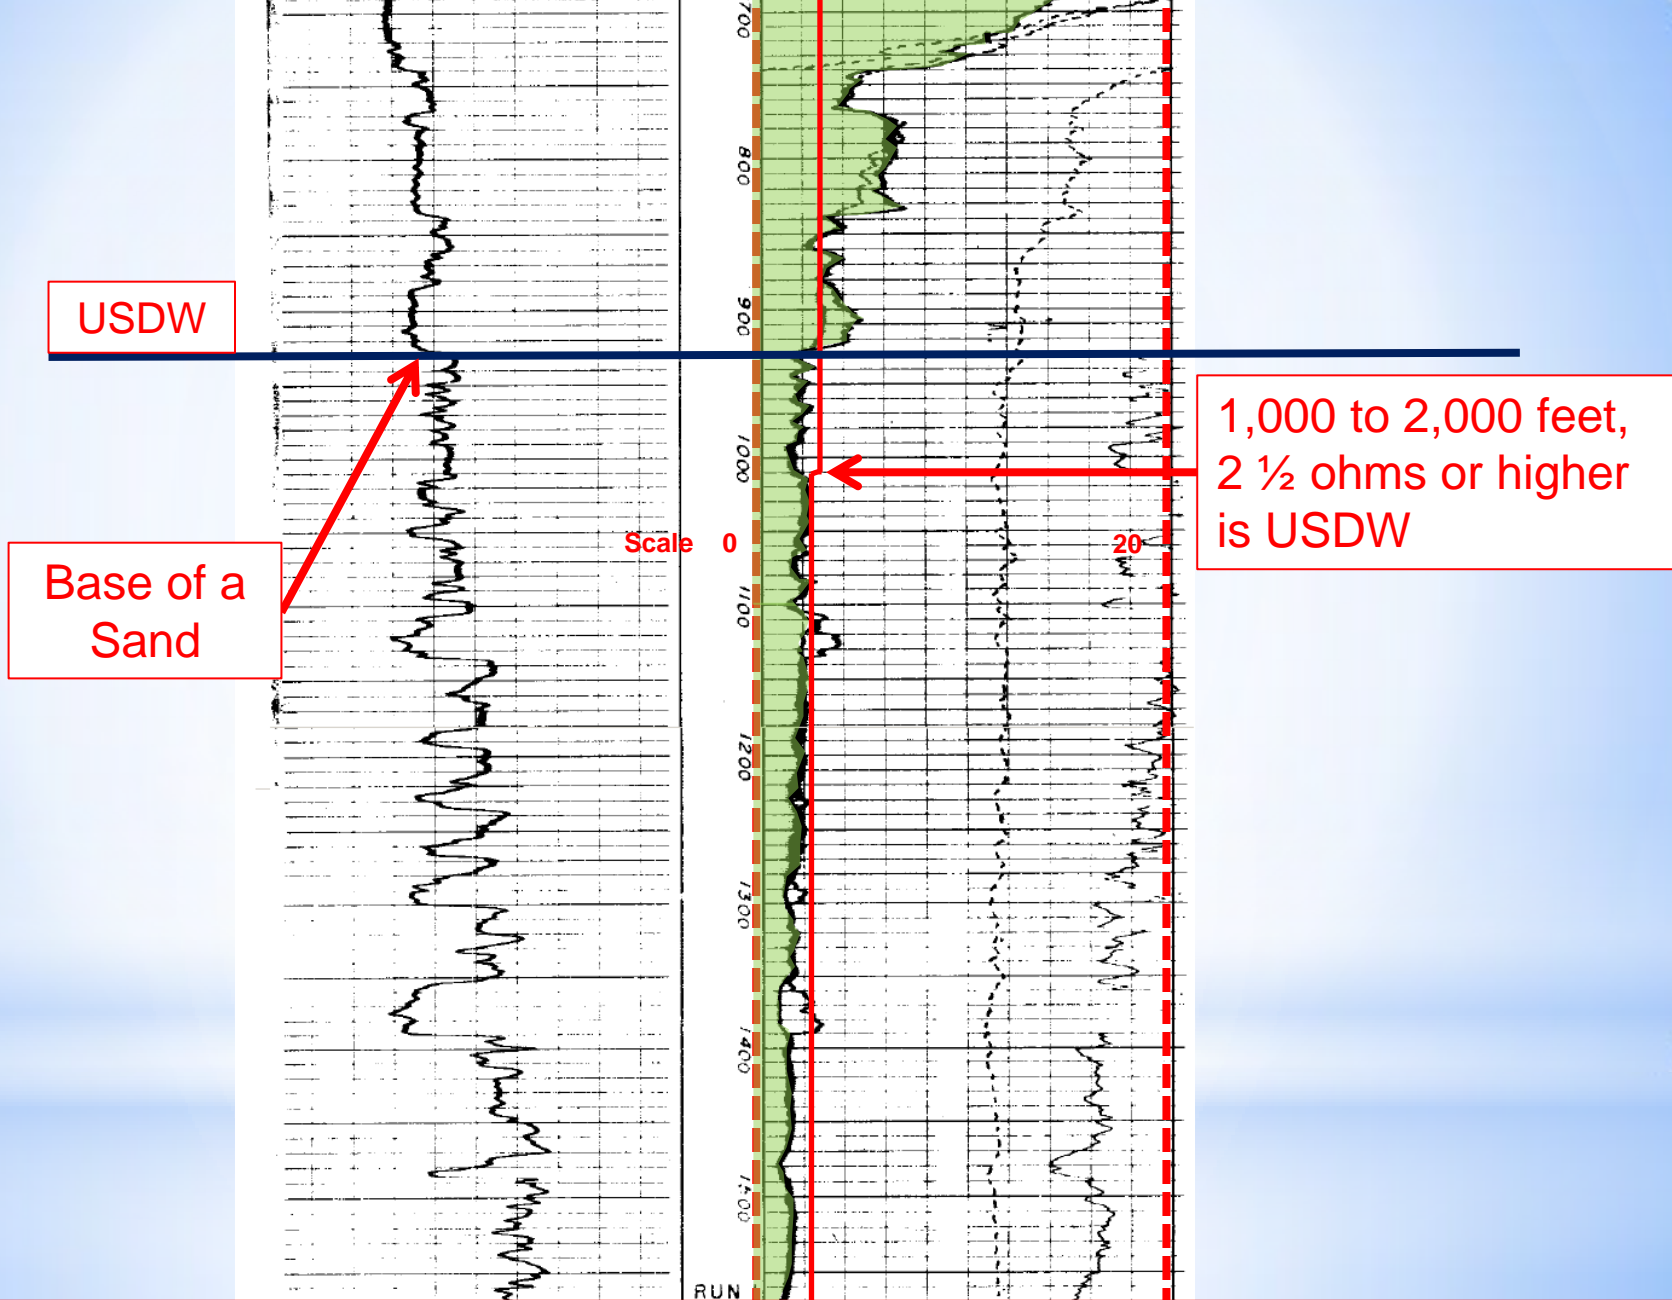 700
800
USDW
900
1,000 to 2,000 feet,
2 ½ ohms or higher
is USDW
1000
Scale 0 20
Base of a
Sand
1100
1200
1300
1400
1500
RUN